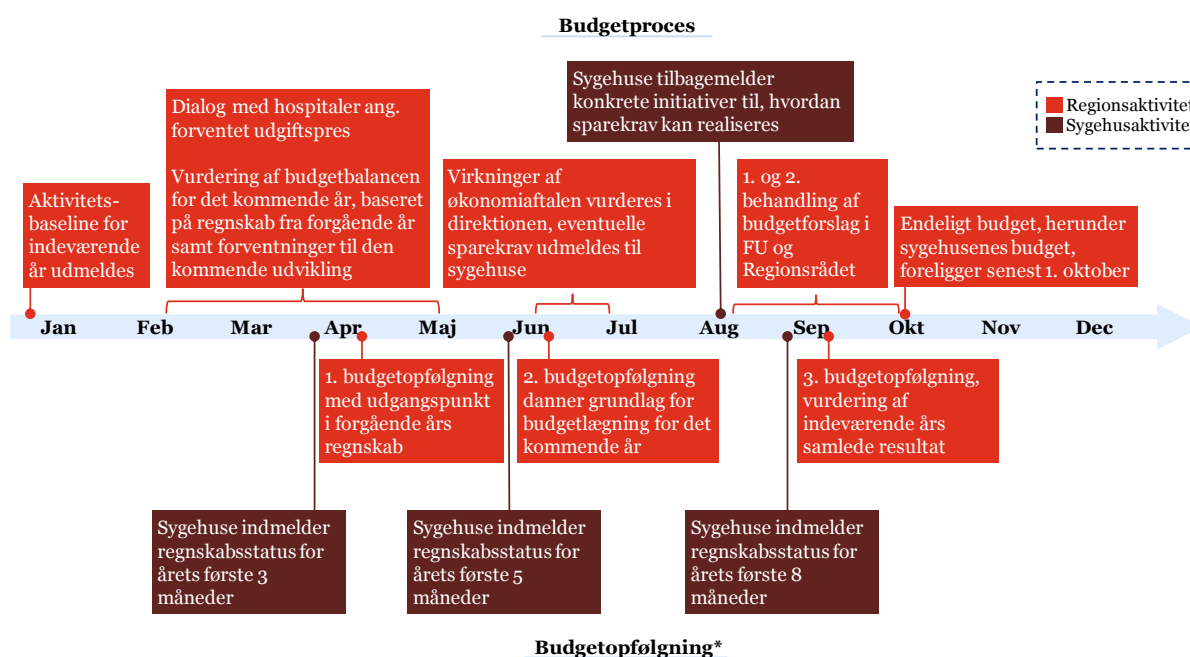 Budgetproces
Sygehuse tilbagemelder
konkrete initiativer til, hvordan
sparekrav kan realiseres
Regionsaktivitet
Sygehusaktivitet
Dialog med hospitaler ang.
forventet udgiftspres
Vurdering af budgetbalancen
for det kommende år, baseret
på regnskab fra forgående år
samt forventninger til den
kommende udvikling
Aktivitets-
baseline for
indeværende
år udmeldes
Virkninger af
økonomiaftalen vurderes i
direktionen, eventuelle
sparekrav udmeldes til
sygehuse
1. og 2.
behandling af
budgetforslag i
FU og
Regionsrådet
Endeligt budget, herunder
sygehusenes budget,
foreligger senest 1. oktober
Jan Feb Mar Apr Maj Jun Jul Aug Sep Okt Nov Dec
1. budgetopfølgning
med udgangspunkt
i forgående års
regnskab
2. budgetopfølgning
danner grundlag for
budgetlægning for det
kommende år
3. budgetopfølgning,
vurdering af
indeværende års
samlede resultat
Sygehuse indmelder
regnskabsstatus for
årets første 3
måneder
Sygehuse indmelder
regnskabsstatus for
årets første 5
måneder
Sygehuse indmelder
regnskabsstatus for
årets første 8
måneder
Budgetopfølgning*